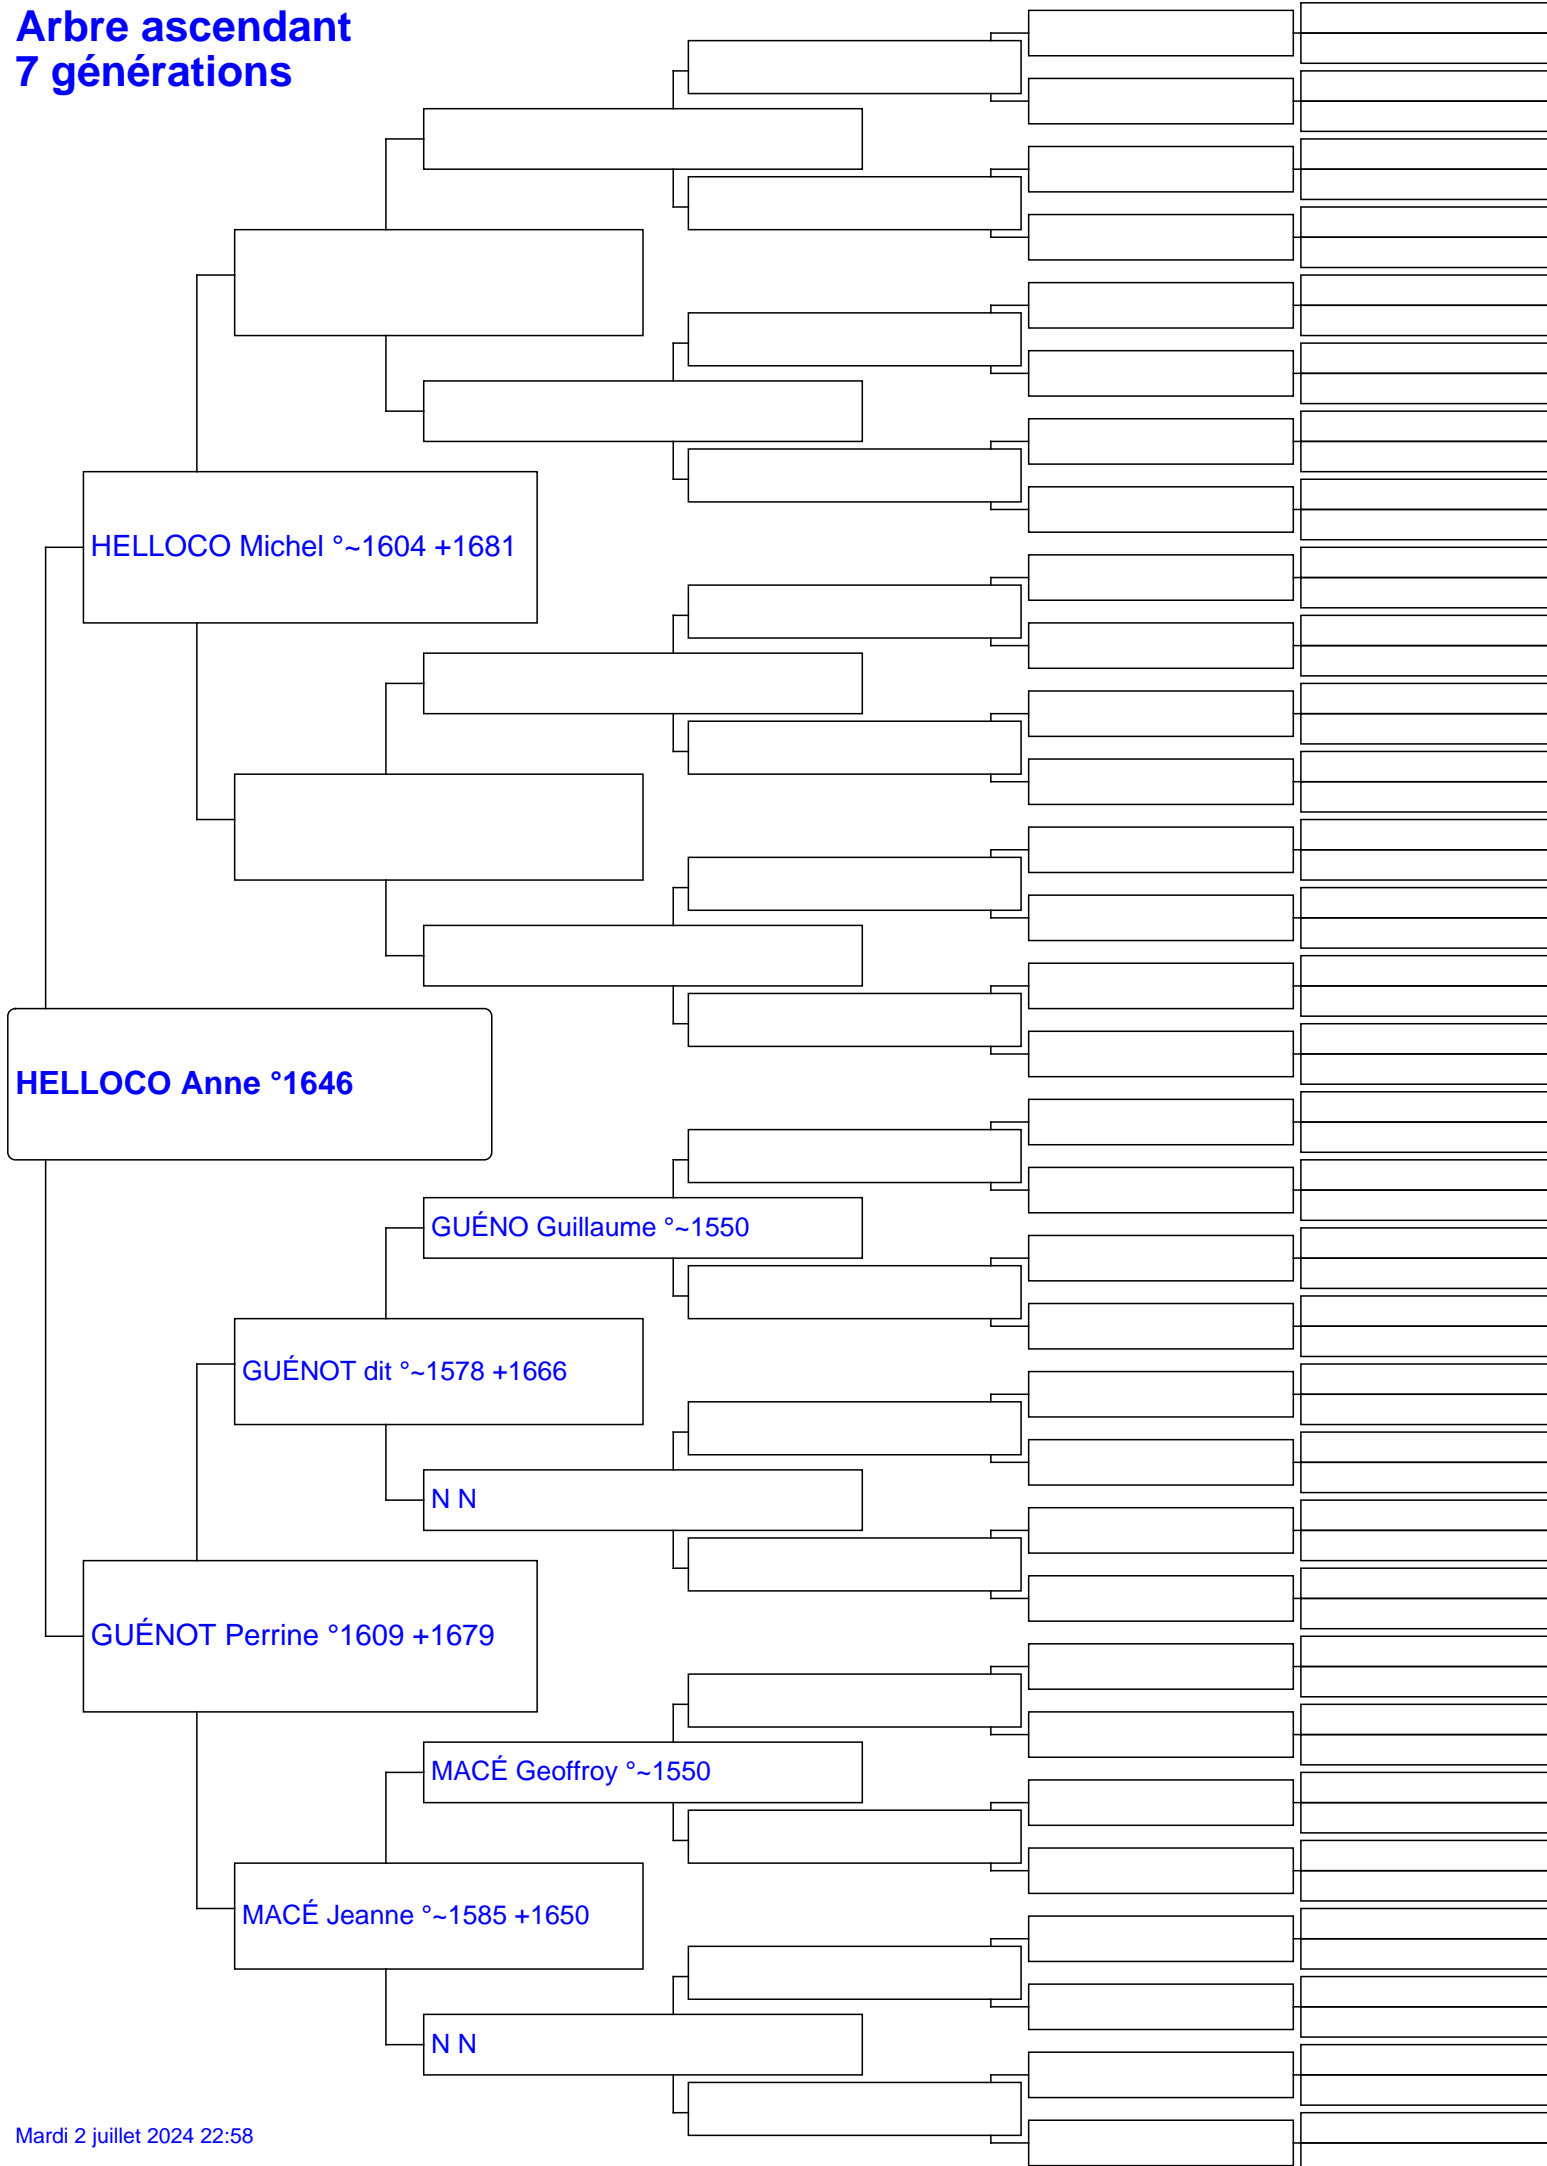 Arbre ascendant
7 générations
HELLOCO Michel °~1604 +1681
HELLOCO Anne °1646
GUÉNO Guillaume °~1550
GUÉNOT dit °~1578 +1666
N N
GUÉNOT Perrine °1609 +1679
MACÉ Geoffroy °~1550
MACÉ Jeanne °~1585 +1650
N N
Mardi 2 juillet 2024 22:58